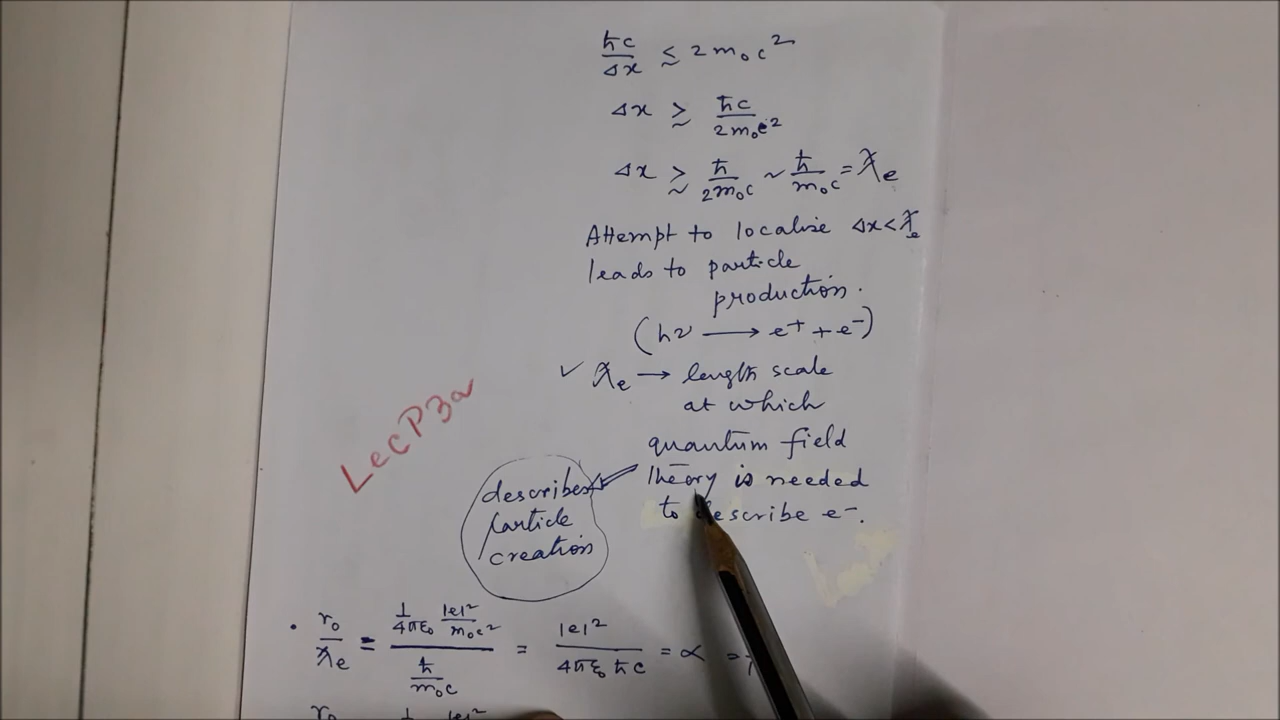 ħc/Δx ≲ 2m₀c²
Δx ≳ ħc/2m₀c²
Δx ≳ ħ/2m₀c ~ ħ/m₀c = ƛe
Attempt to localise Δx<ƛe
leads to particle
production.
(hν ⟶ e⁺ + e⁻)
✓ ƛe → length scale
at which
quantum field
theory is needed
to describe e⁻.
describes
particle
creation
LecP3a
• r₀/ƛe = (1/4πε₀ |e|²/m₀c²)/(ħ/m₀c) = |e|²/4πε₀ħc = α =
r₀ |e|²